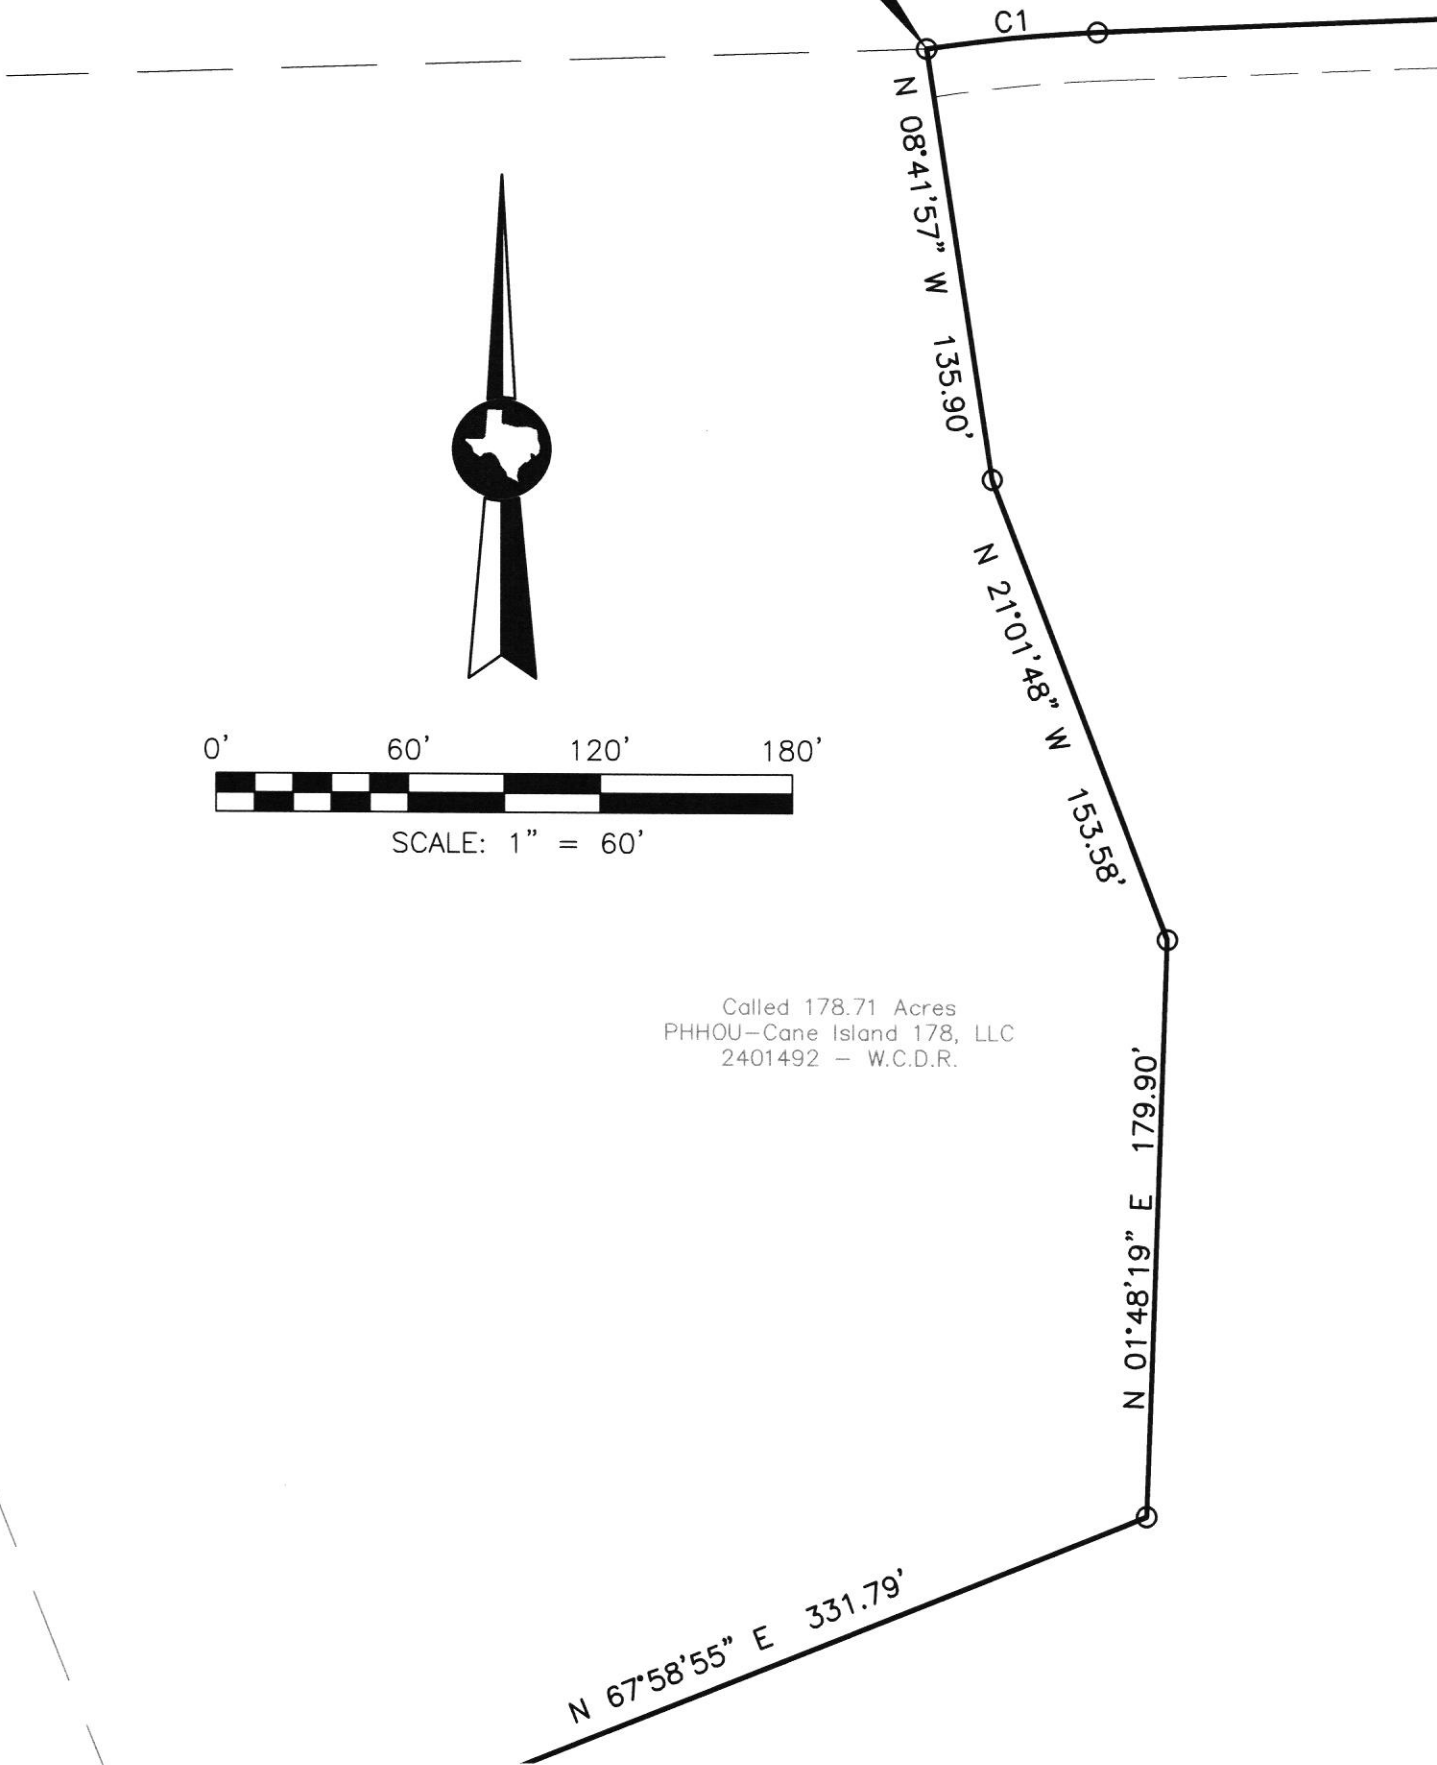 C1
N 08°41'57" W 135.90'
N 21°01'48" W 153.58'
0' 60' 120' 180'
SCALE: 1" = 60'
Called 178.71 Acres
PHHOU-Cane Island 178, LLC
2401492 - W.C.D.R.
N 01°48'19" E 179.90'
N 67°58'55" E 331.79'